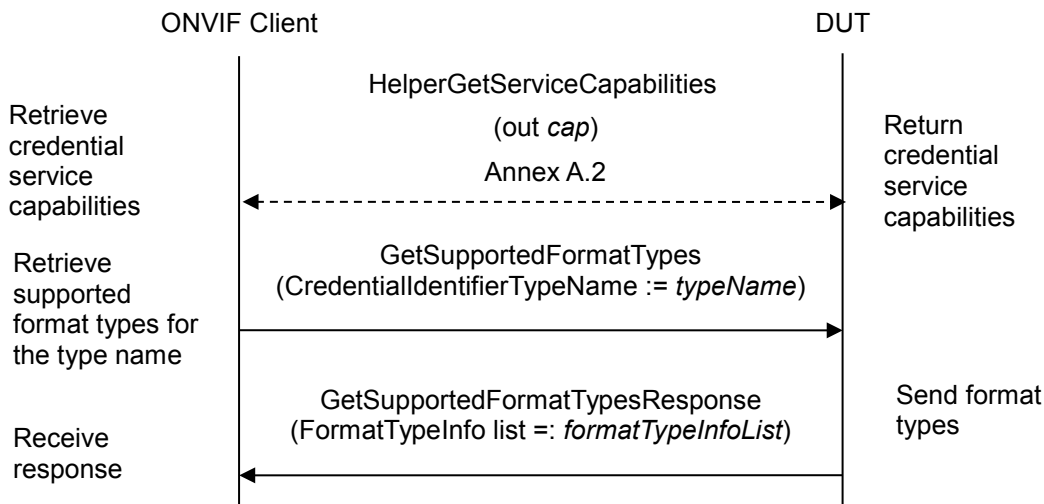 ONVIF Client
DUT
HelperGetServiceCapabilities
(out cap)
Annex A.2
Retrieve
credential
service
capabilities
Return
credential
service
capabilities
GetSupportedFormatTypes
(CredentialIdentifierTypeName := typeName)
Retrieve
supported
format types for
the type name
GetSupportedFormatTypesResponse
(FormatTypeInfo list =: formatTypeInfoList)
Send format
types
Receive
response